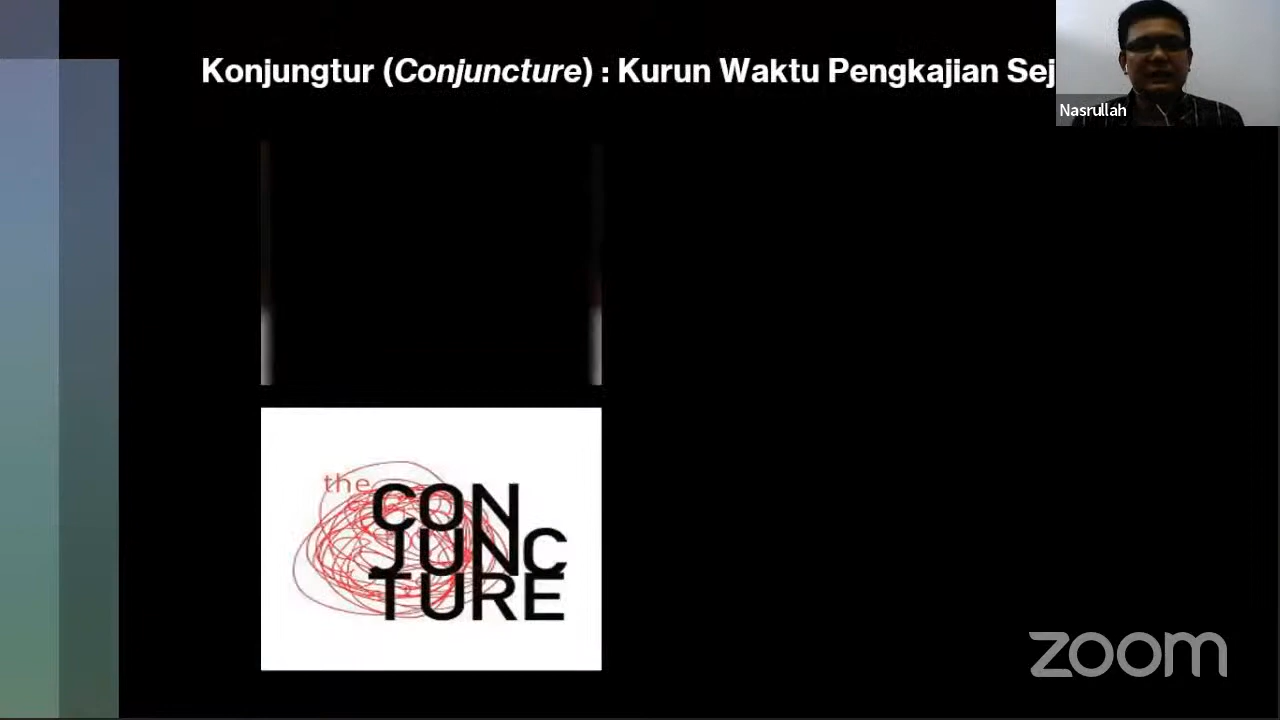 Konjungtur (Conjuncture) : Kurun Waktu Pengkajian Sej
Nasrullah
the
CON
JUNC
TURE
zoom